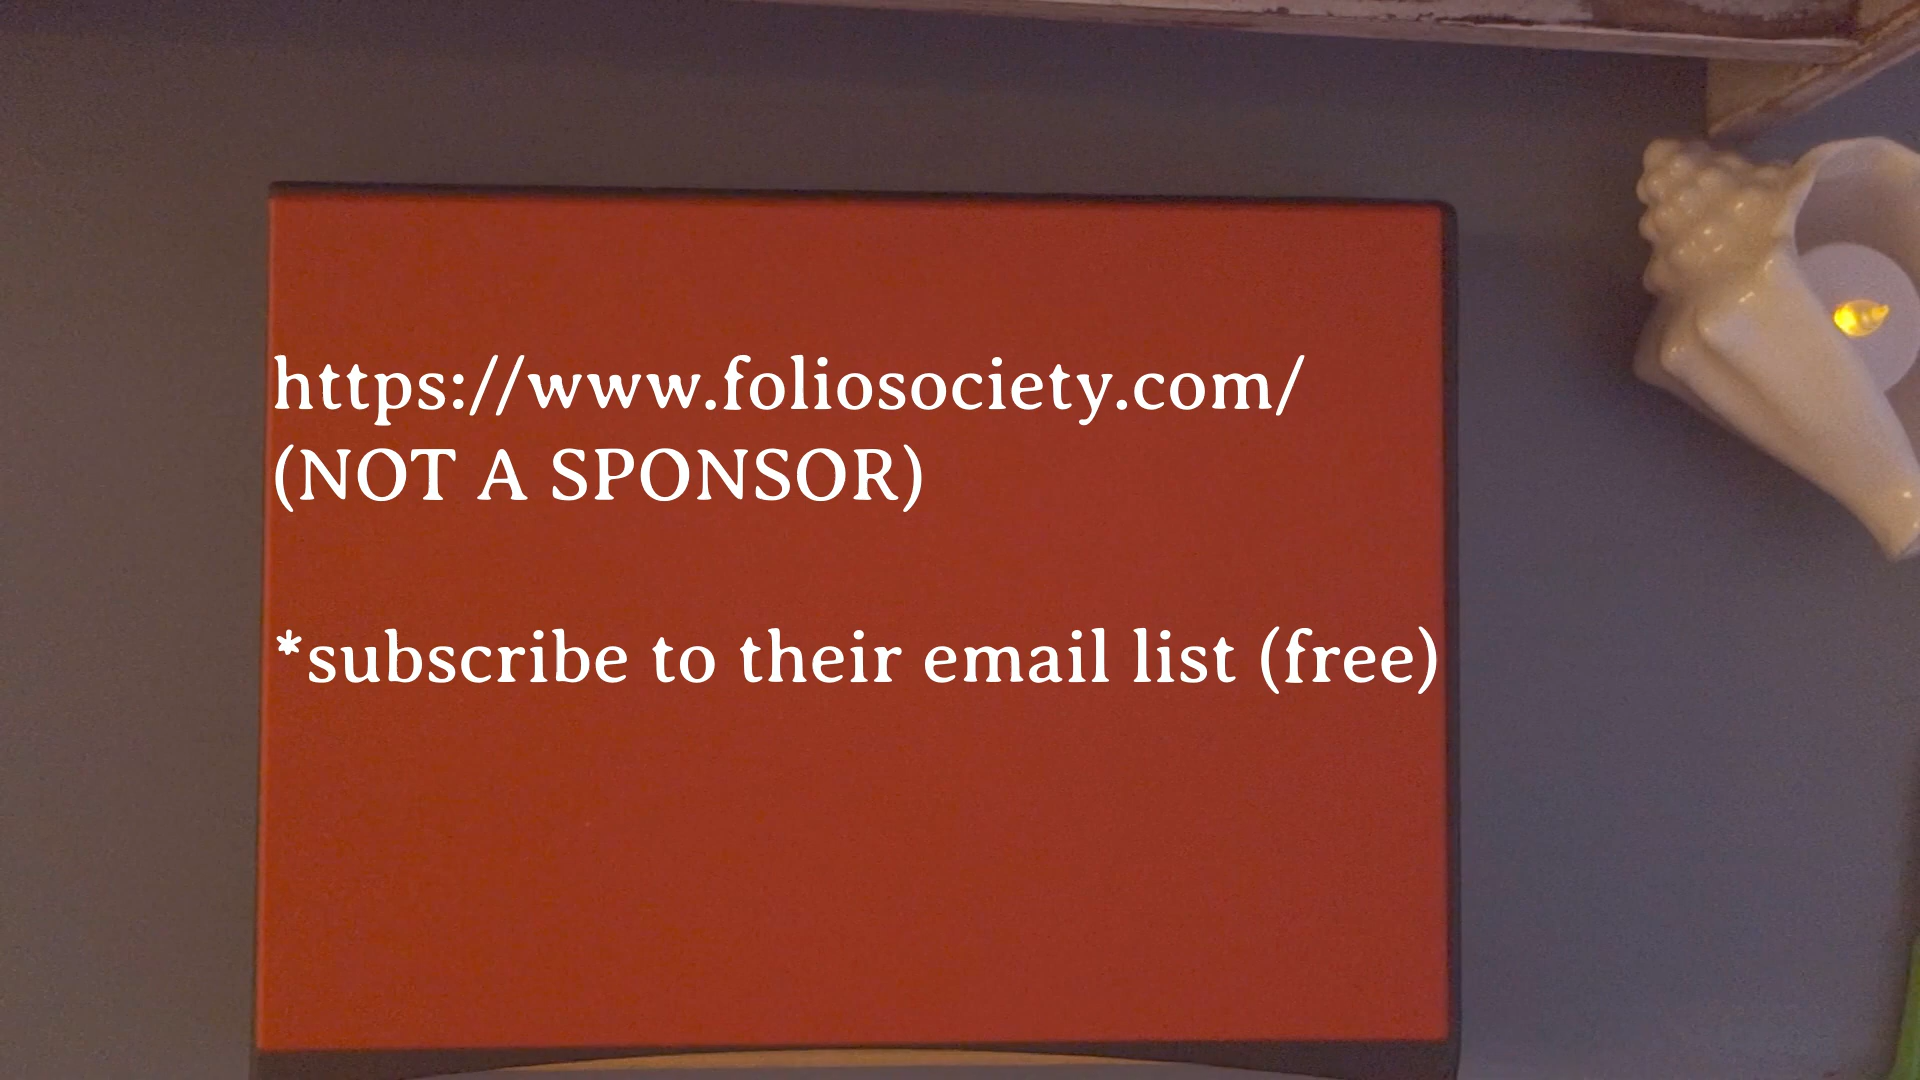 https://www.foliosociety.com/
(NOT A SPONSOR)
*subscribe to their email list (free)